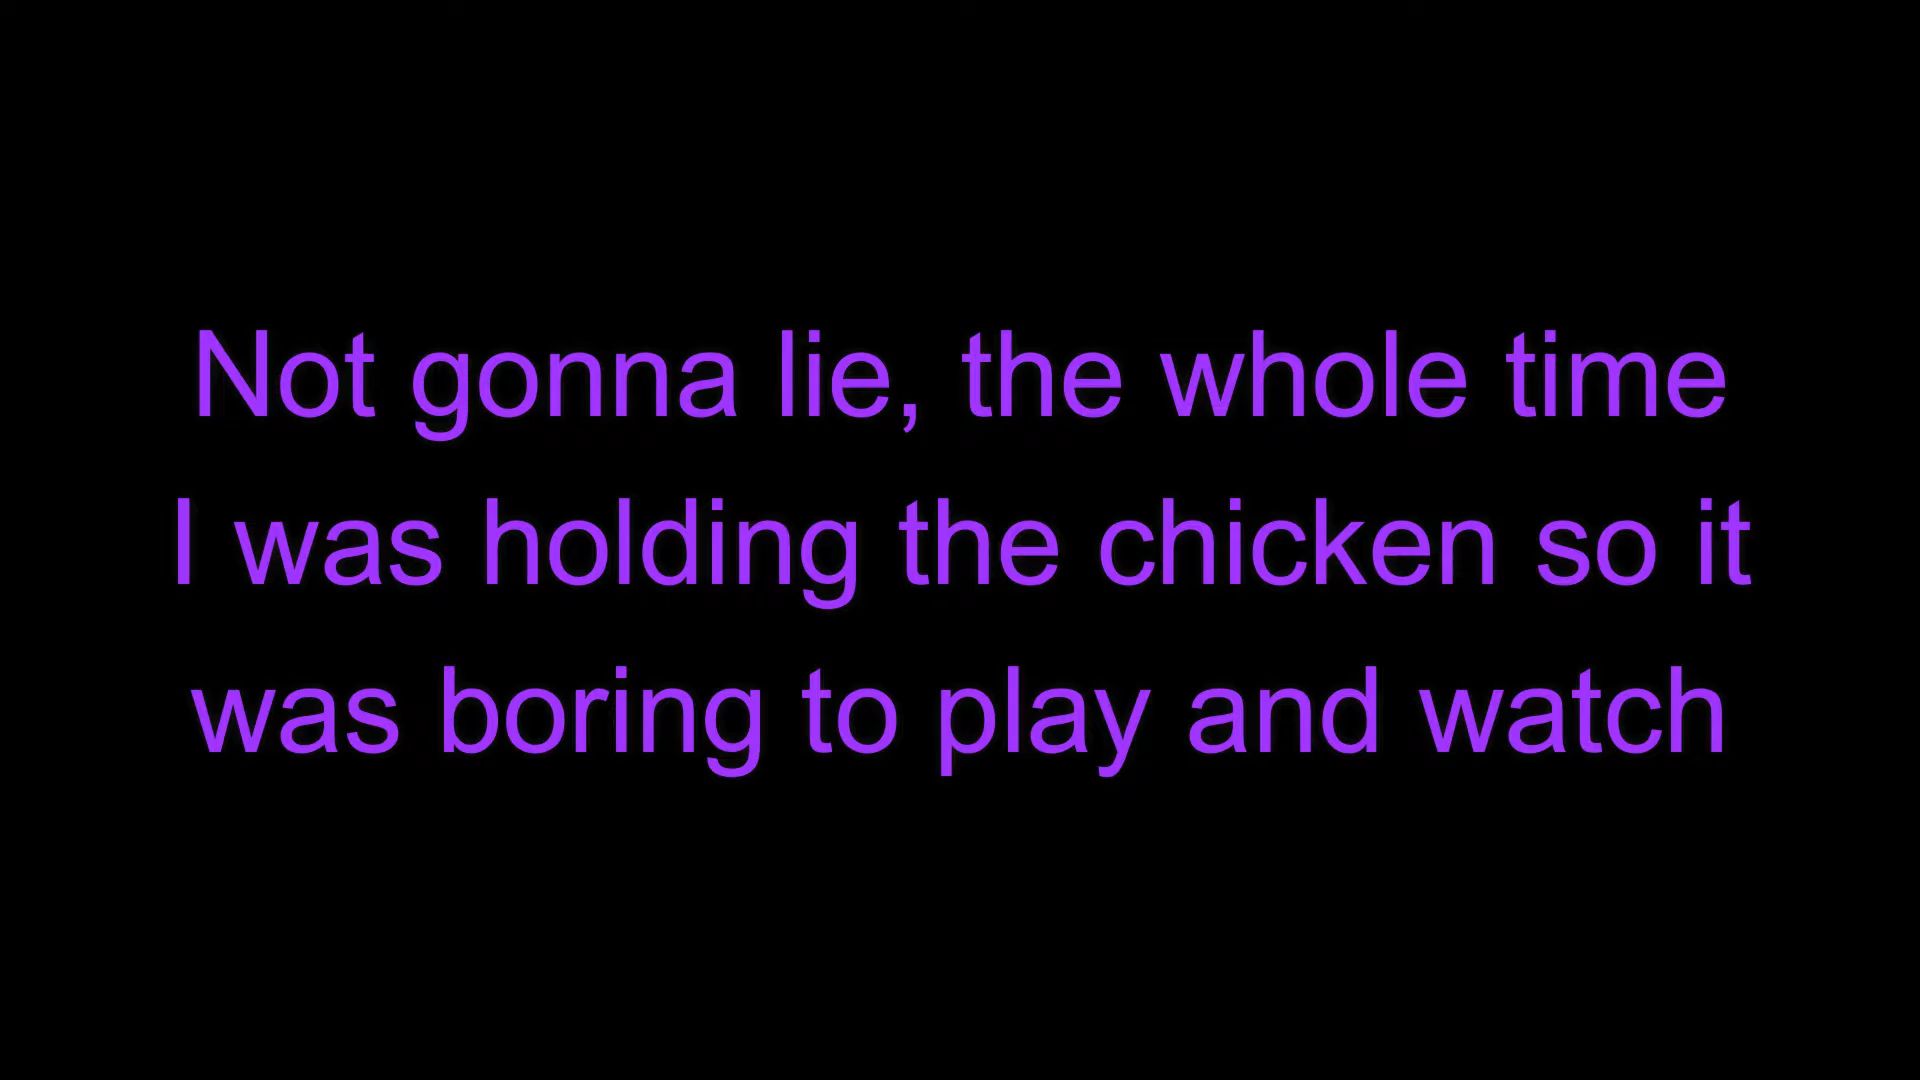 Not gonna lie, the whole time
I was holding the chicken so it
was boring to play and watch